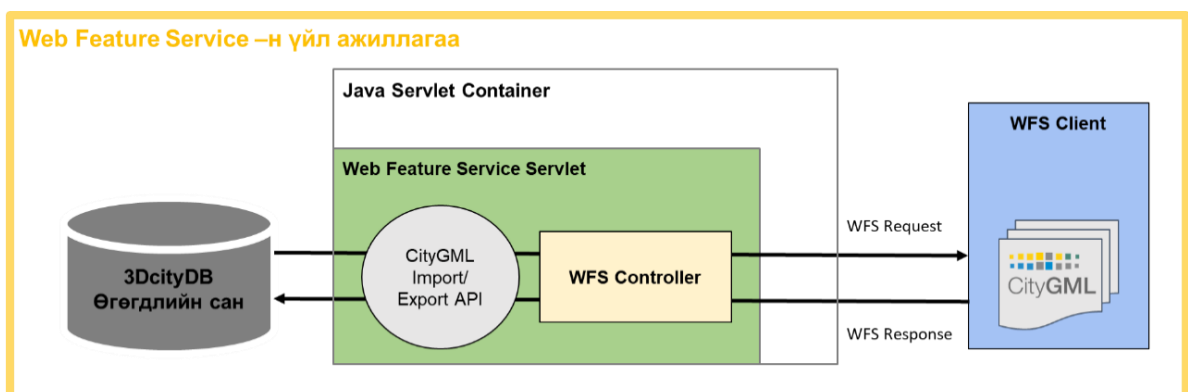 Web Feature Service –н үйл ажиллагаа
Java Servlet Container
Web Feature Service Servlet
3DcityDB
Өгөгдлийн сан
CityGML
Import/
Export API
WFS Controller
WFS Request
WFS Response
WFS Client
CityGML